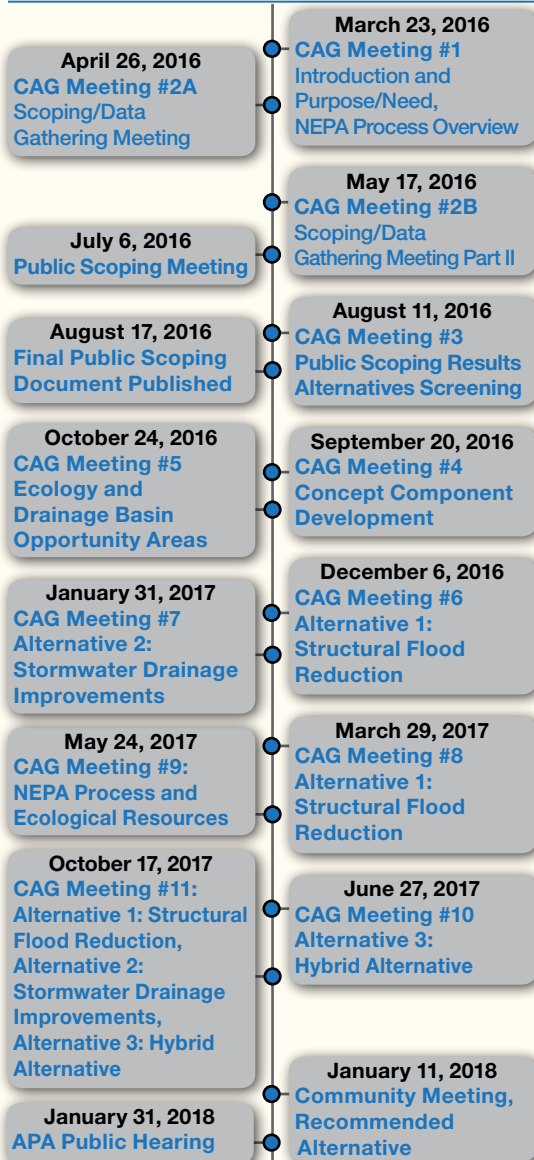 March 23, 2016
CAG Meeting #1
Introduction and
Purpose/Need,
NEPA Process Overview
April 26, 2016
CAG Meeting #2A
Scoping/Data
Gathering Meeting
May 17, 2016
CAG Meeting #2B
Scoping/Data
Gathering Meeting Part II
July 6, 2016
Public Scoping Meeting
August 11, 2016
CAG Meeting #3
Public Scoping Results
Alternatives Screening
August 17, 2016
Final Public Scoping
Document Published
September 20, 2016
CAG Meeting #4
Concept Component
Development
October 24, 2016
CAG Meeting #5
Ecology and
Drainage Basin
Opportunity Areas
December 6, 2016
CAG Meeting #6
Alternative 1:
Structural Flood
Reduction
January 31, 2017
CAG Meeting #7
Alternative 2:
Stormwater Drainage
Improvements
March 29, 2017
CAG Meeting #8
Alternative 1:
Structural Flood
Reduction
May 24, 2017
CAG Meeting #9:
NEPA Process and
Ecological Resources
June 27, 2017
CAG Meeting #10
Alternative 3:
Hybrid Alternative
October 17, 2017
CAG Meeting #11:
Alternative 1: Structural
Flood Reduction,
Alternative 2:
Stormwater Drainage
Improvements,
Alternative 3: Hybrid
Alternative
January 11, 2018
Community Meeting,
Recommended
Alternative
January 31, 2018
APA Public Hearing